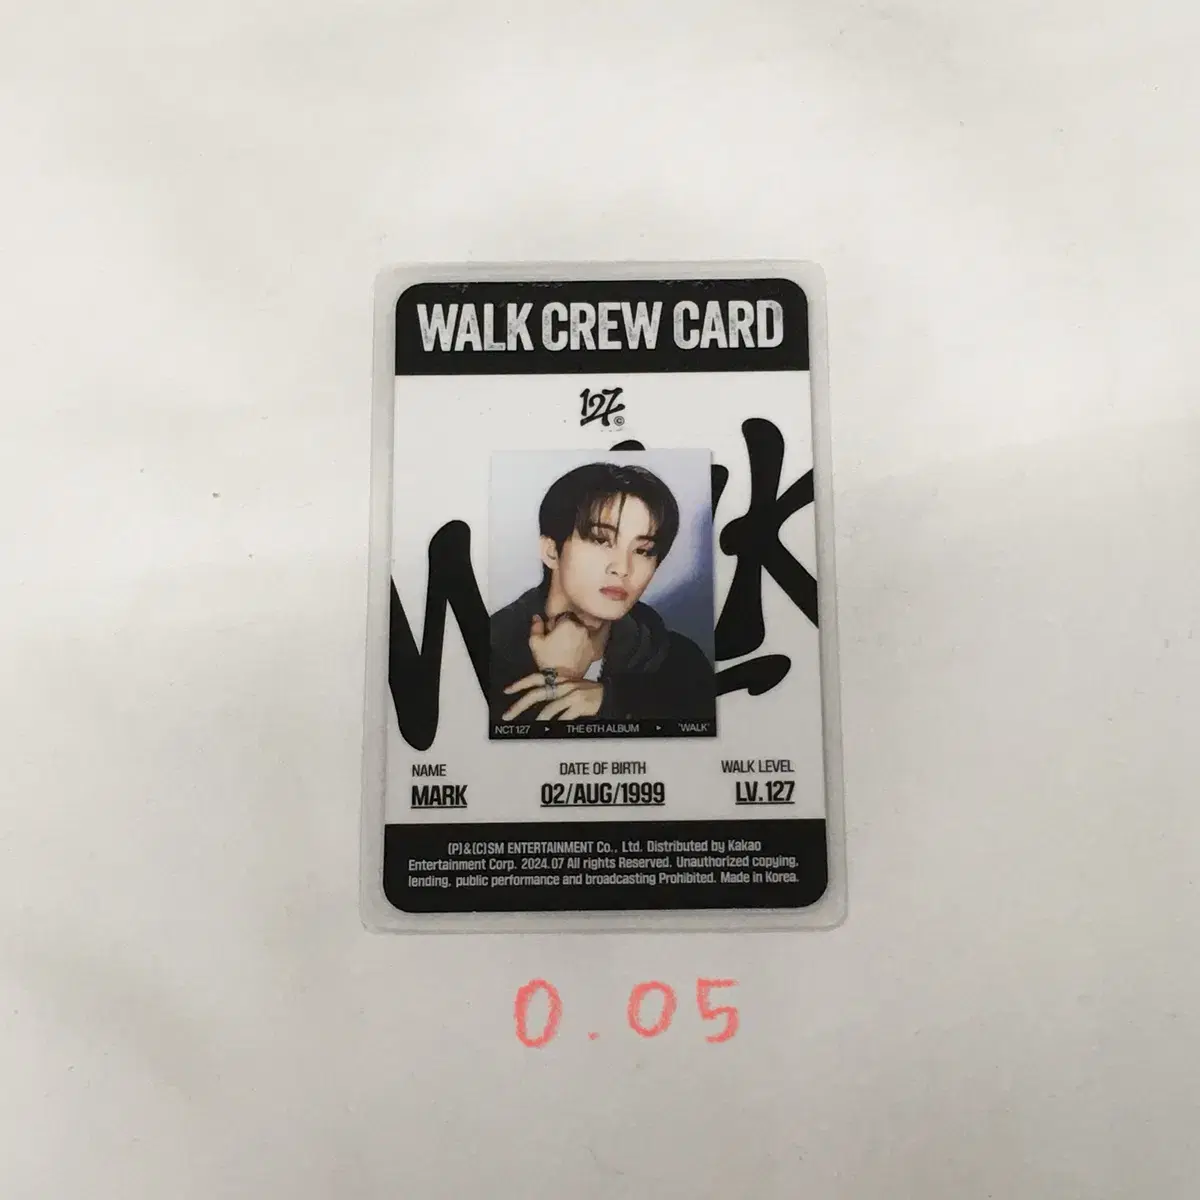 WALK CREW CARD
127©
WALK
NCT 127 ▸ THE 6TH ALBUM ▸ 'WALK'
NAME DATE OF BIRTH WALK LEVEL
MARK 02/AUG/1999 LV.127
(P)&(C)SM ENTERTAINMENT Co., Ltd. Distributed by Kakao
Entertainment Corp. 2024.07 All rights Reserved. Unauthorized copying,
lending, public performance and broadcasting Prohibited. Made in Korea.
0.05